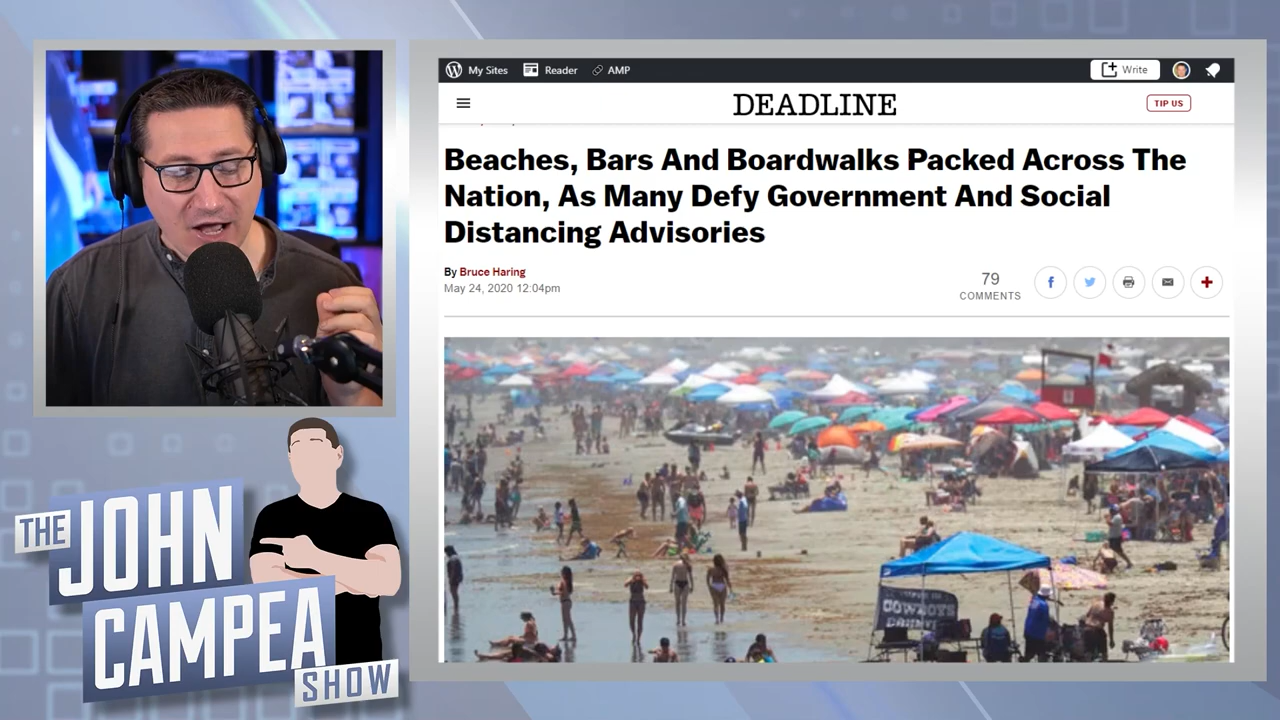 My Sites
Reader
AMP
Write
DEADLINE
TIP US
Beaches, Bars And Boardwalks Packed Across The
Nation, As Many Defy Government And Social
Distancing Advisories
By Bruce Haring
May 24, 2020 12:04pm
79
COMMENTS
COWBOYS
THE
JOHN
CAMPEA
SHOW